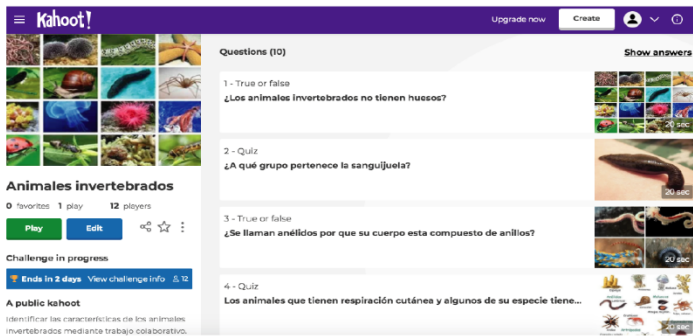 Kahoot!
Upgrade now
Create
Questions (10)
Show answers
1 - True or false
¿Los animales invertebrados no tienen huesos?
20 sec
2 - Quiz
¿A qué grupo pertenece la sanguijuela?
20 sec
3 - True or false
¿Se llaman anélidos por que su cuerpo esta compuesto de anillos?
20 sec
4 - Quiz
Los animales que tienen respiración cutánea y algunos de su especie tiene...
20 sec
Animales invertebrados
0 favorites 1 play 12 players
Play
Edit
Challenge in progress
Ends in 2 days View challenge info 12
A public kahoot
Identificar las características de los animales
invertebrados mediante trabajo colaborativo.